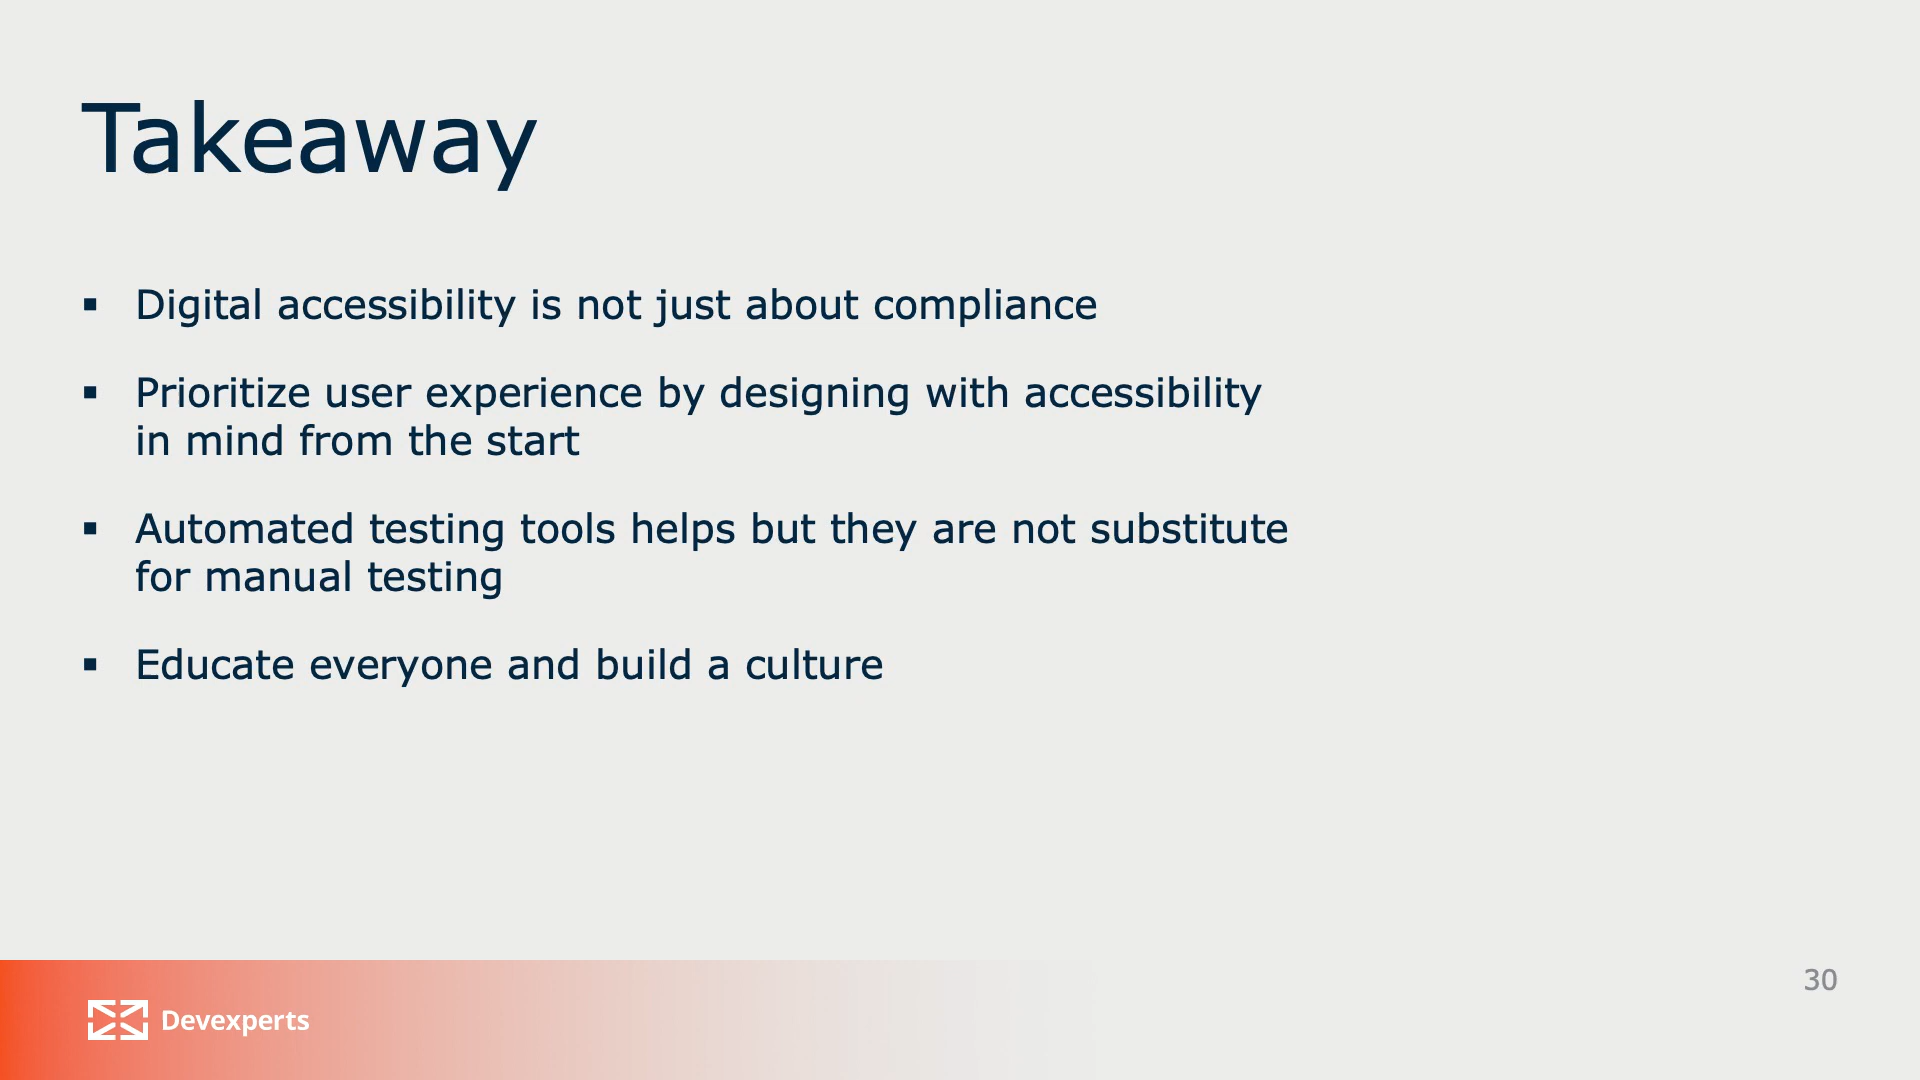 Takeaway
▪ Digital accessibility is not just about compliance
▪ Prioritize user experience by designing with accessibility
in mind from the start
▪ Automated testing tools helps but they are not substitute
for manual testing
▪ Educate everyone and build a culture
30
Devexperts